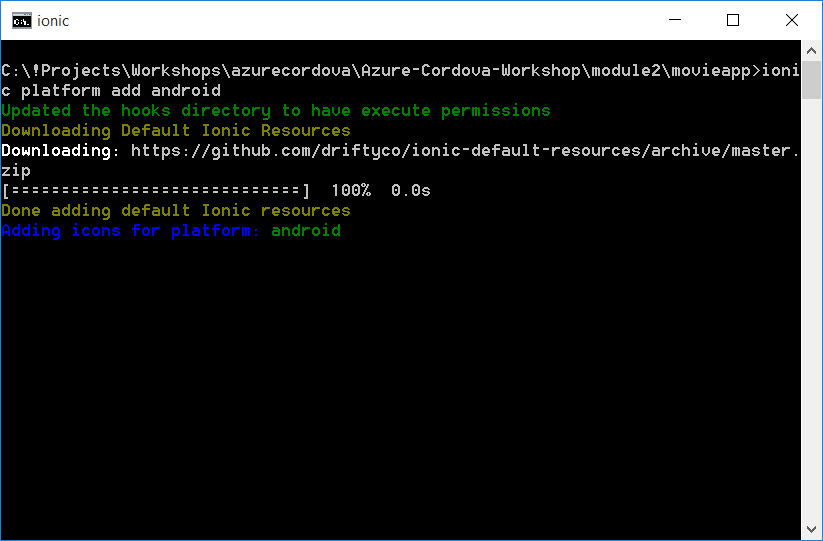 ionic
C:\!Projects\Workshops\azurecordova\Azure-Cordova-Workshop\module2\movieapp>ioni
c platform add android
Updated the hooks directory to have execute permissions
Downloading Default Ionic Resources
Downloading: https://github.com/driftyco/ionic-default-resources/archive/master.
zip
[=============================]  100%  0.0s
Done adding default Ionic resources
Adding icons for platform: android